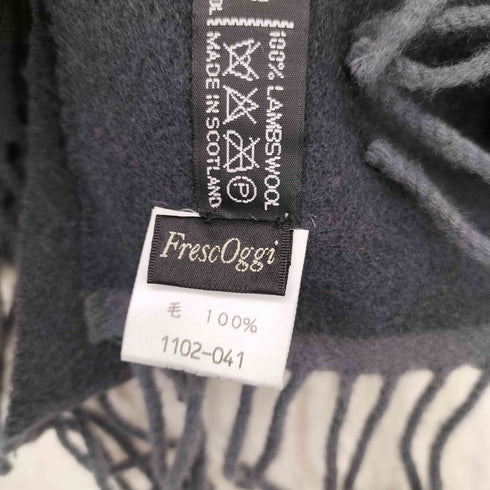 100% LAMBSWOOL
MADE IN SCOTLAND
P
FrescOggi
毛 100%
1102-041